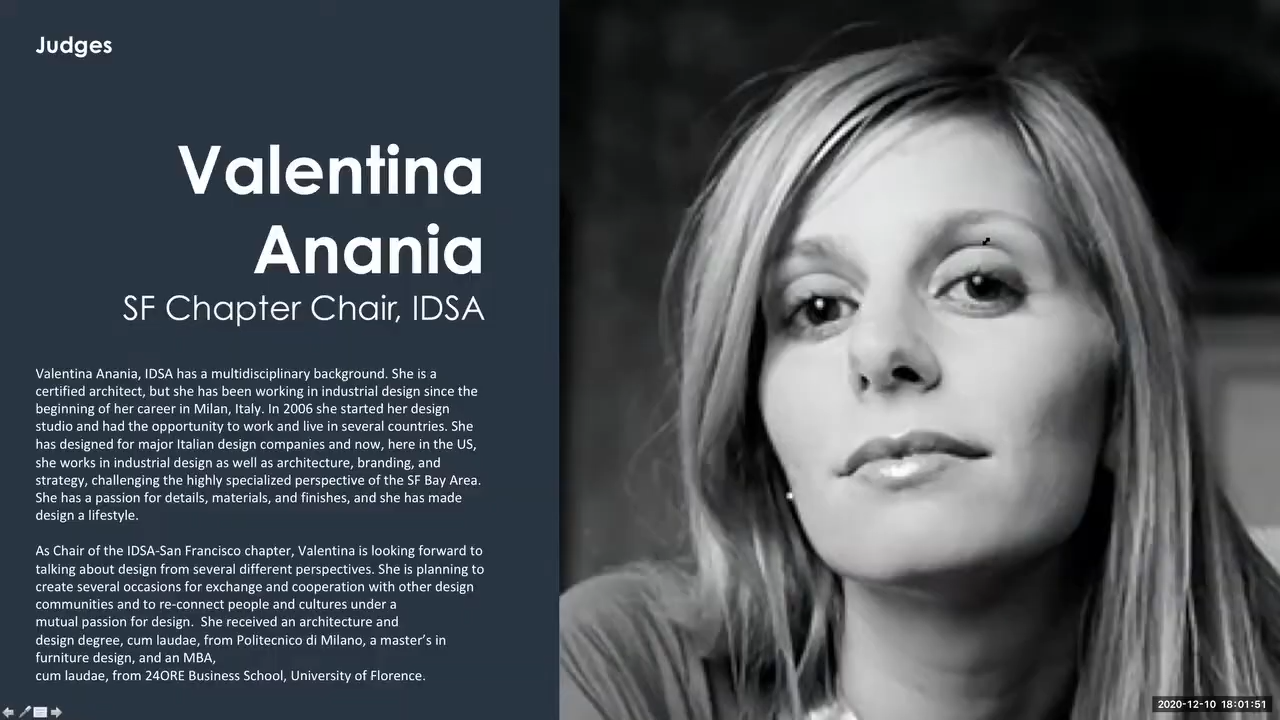 Judges
Valentina
Anania
SF Chapter Chair, IDSA
Valentina Anania, IDSA has a multidisciplinary background. She is a
certified architect, but she has been working in industrial design since the
beginning of her career in Milan, Italy. In 2006 she started her design
studio and had the opportunity to work and live in several countries. She
has designed for major Italian design companies and now, here in the US,
she works in industrial design as well as architecture, branding, and
strategy, challenging the highly specialized perspective of the SF Bay Area.
She has a passion for details, materials, and finishes, and she has made
design a lifestyle.
As Chair of the IDSA-San Francisco chapter, Valentina is looking forward to
talking about design from several different perspectives. She is planning to
create several occasions for exchange and cooperation with other design
communities and to re-connect people and cultures under a
mutual passion for design.  She received an architecture and
design degree, cum laudae, from Politecnico di Milano, a master’s in
furniture design, and an MBA,
cum laudae, from 24ORE Business School, University of Florence.
2020-12-10 18:01:51